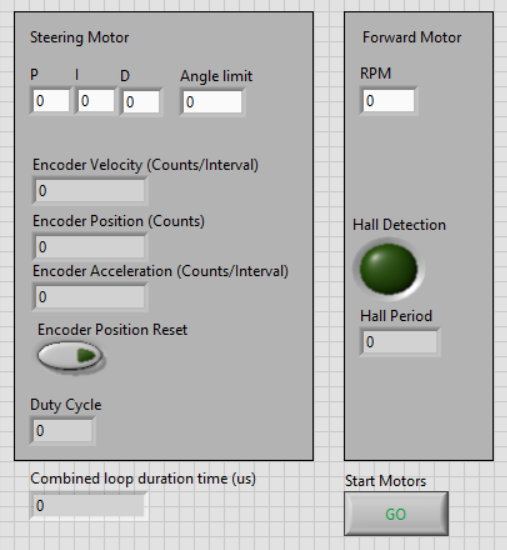 Steering Motor
P I D Angle limit
0 0 0 0
Encoder Velocity (Counts/Interval)
0
Encoder Position (Counts)
0
Encoder Acceleration (Counts/Interval)
0
Encoder Position Reset
Duty Cycle
0
Combined loop duration time (us)
0
Forward Motor
RPM
0
Hall Detection
Hall Period
0
Start Motors
GO